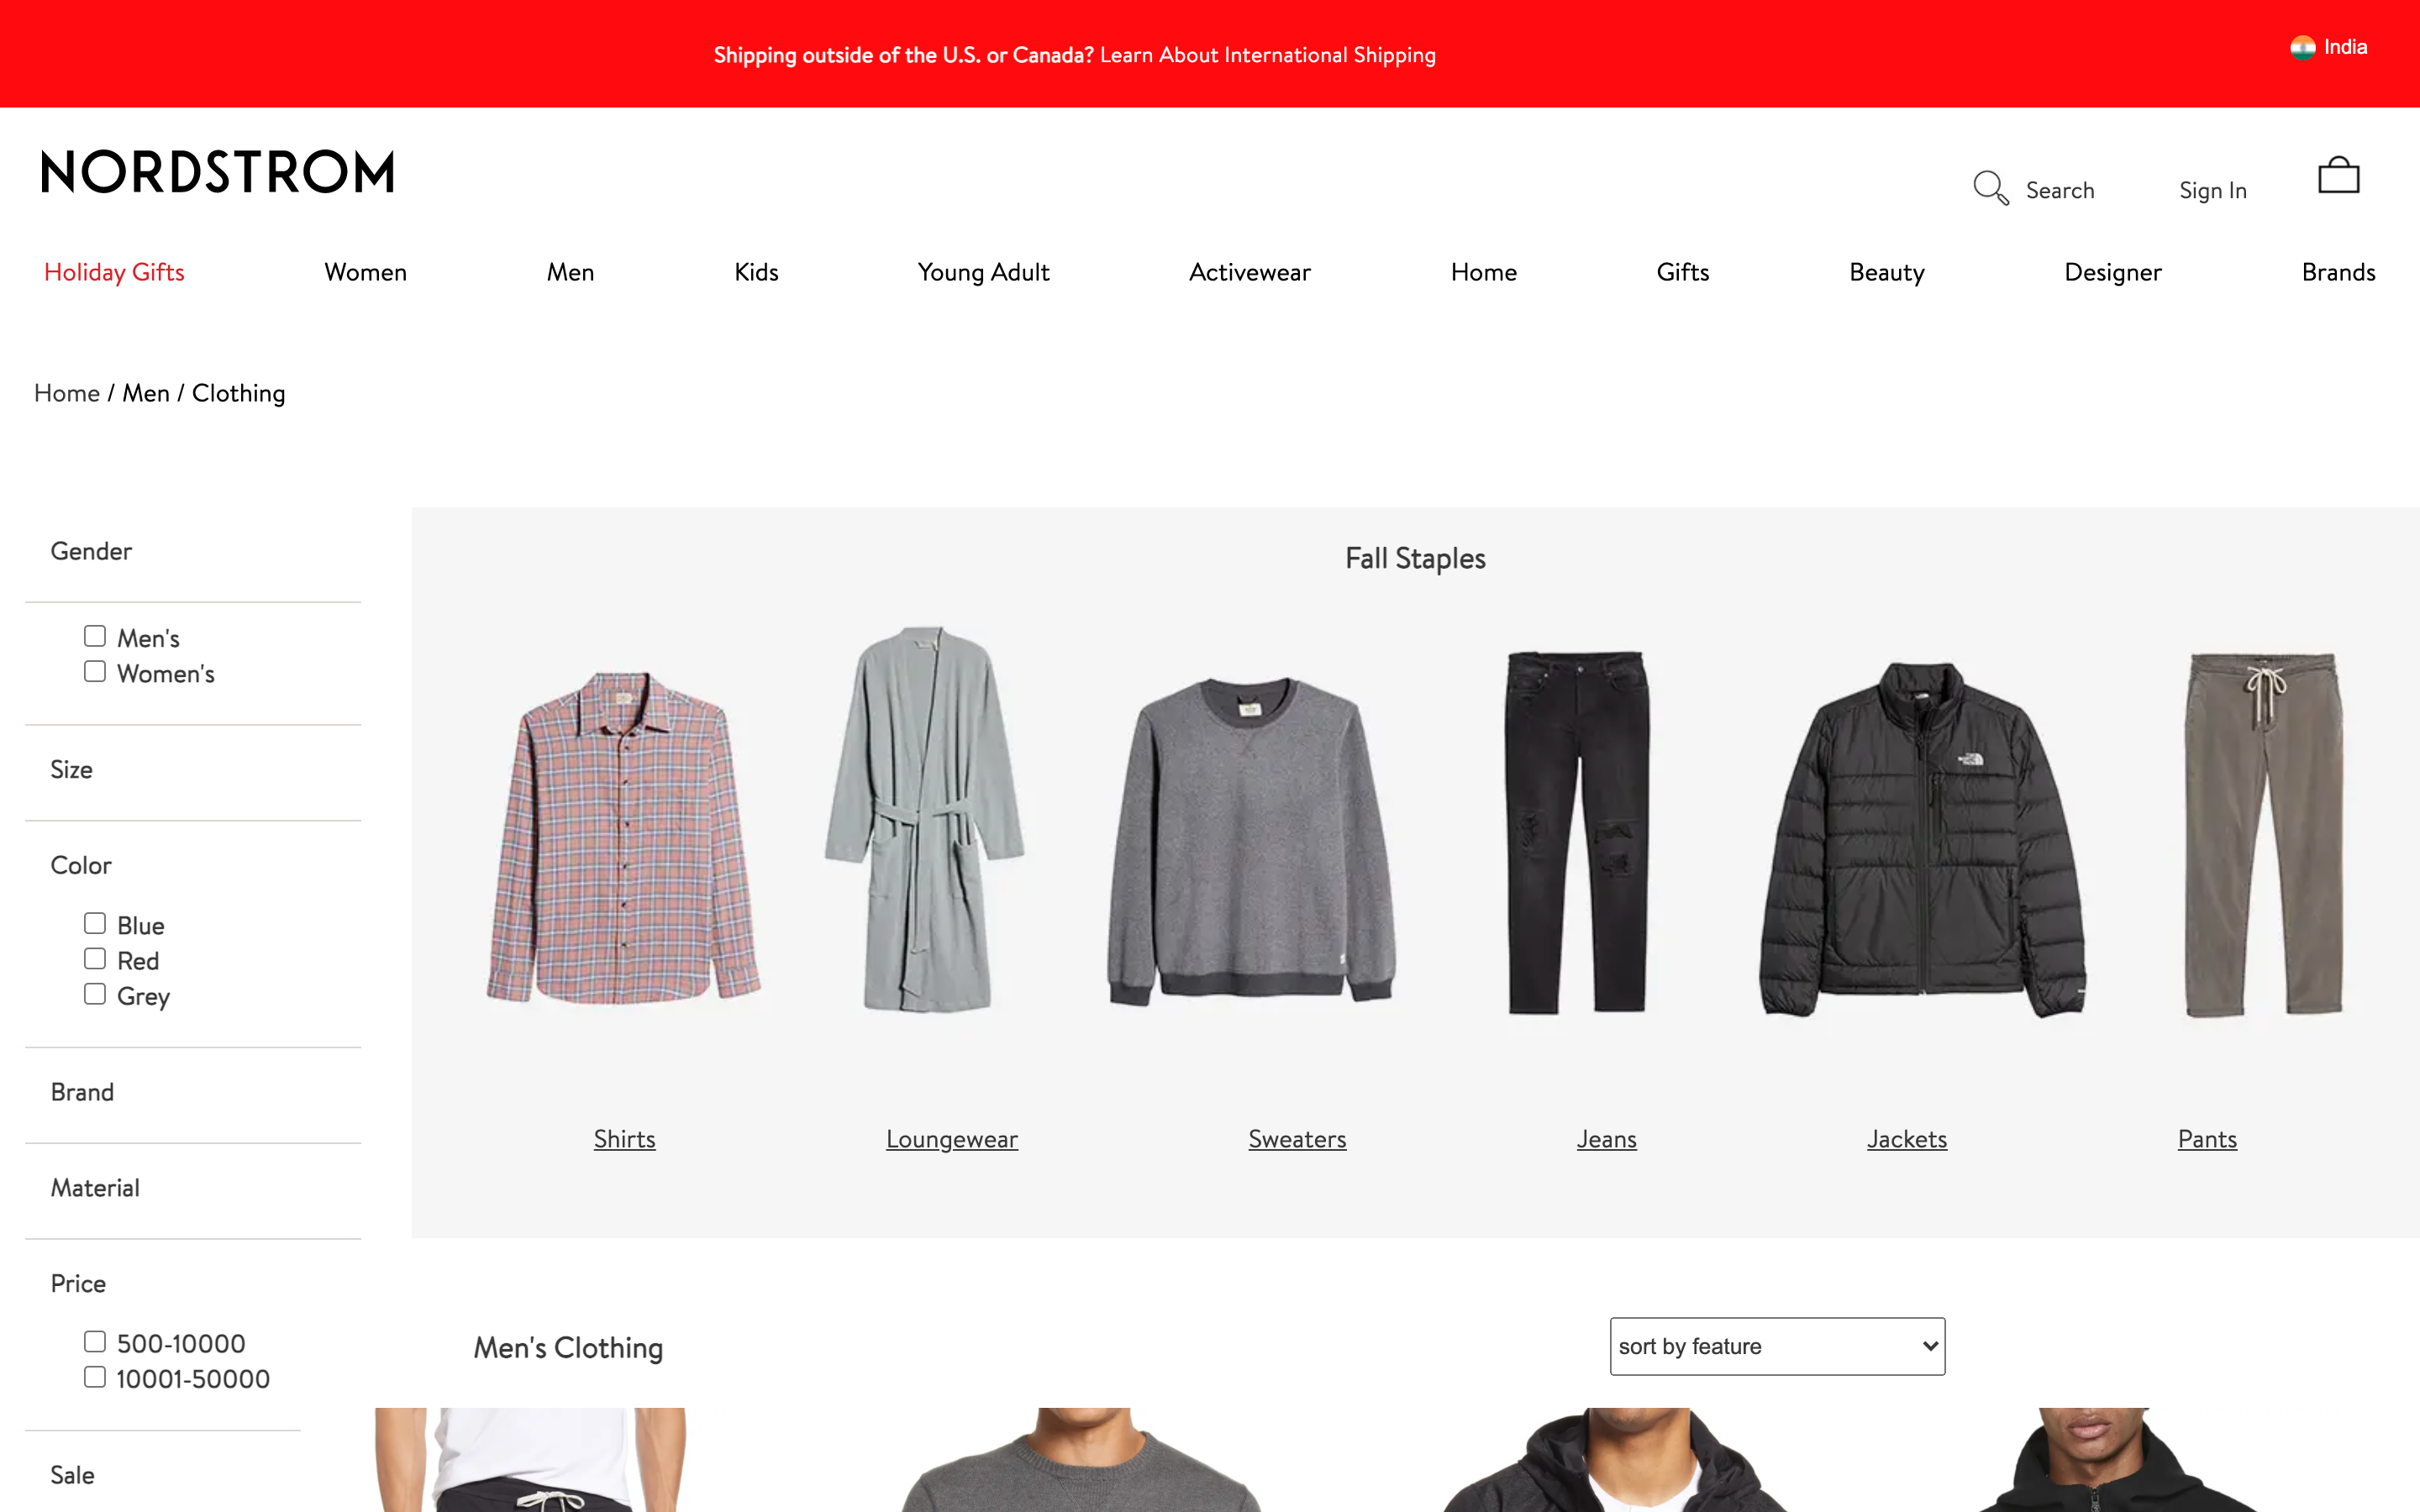 Shipping outside of the U.S. or Canada? Learn About International Shipping
India
NORDSTROM
Search
Sign In
Holiday Gifts Women Men Kids Young Adult Activewear Home Gifts Beauty Designer Brands
Home / Men / Clothing
Gender
Men's
Women's
Size
Color
Blue
Red
Grey
Brand
Material
Price
500-10000
10001-50000
Sale
Fall Staples
Shirts Loungewear Sweaters Jeans Jackets Pants
Men's Clothing
sort by feature